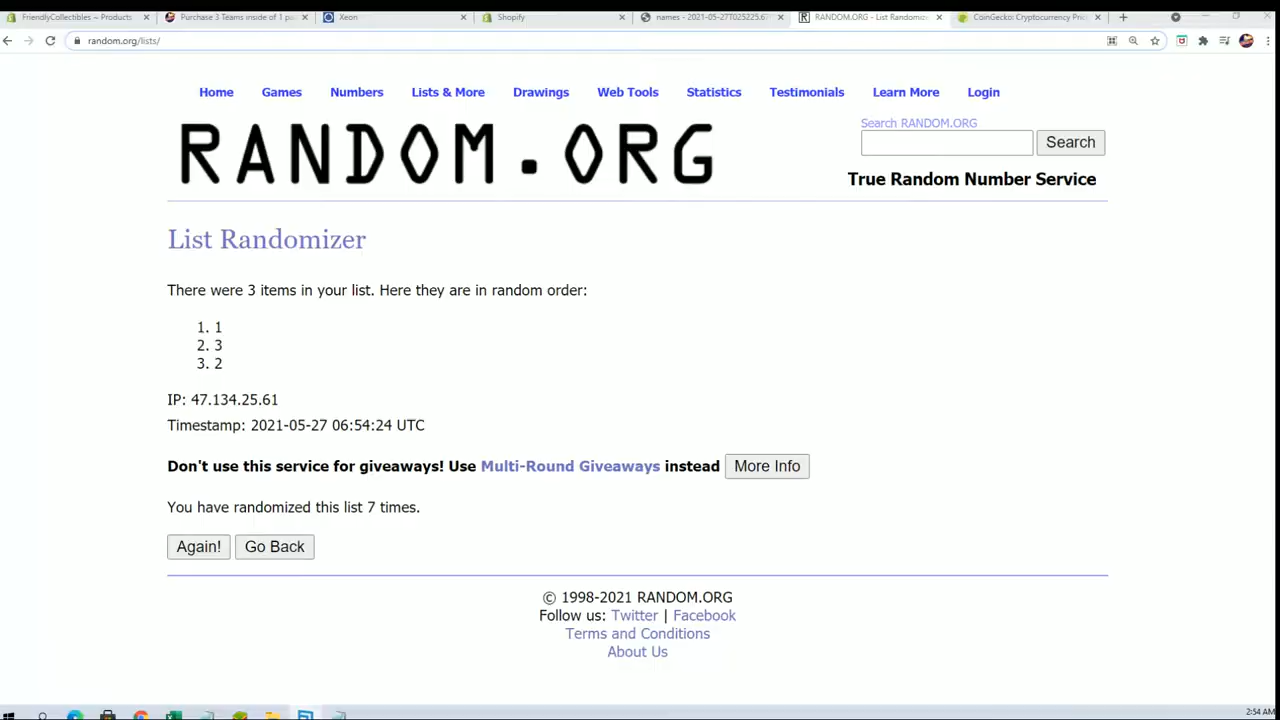 FriendlyCollectibles ~ Products
Purchase 3 Teams inside of 1 pa
Xeon
Shopify
names - 2021-05-27T025225.67
RANDOM.ORG - List Randomize
CoinGecko: Cryptocurrency Pric
random.org/lists/
Home Games Numbers Lists & More Drawings Web Tools Statistics Testimonials Learn More Login
RANDOM.ORG
Search RANDOM.ORG
Search
True Random Number Service
List Randomizer
There were 3 items in your list. Here they are in random order:
1. 1
2. 3
3. 2
IP: 47.134.25.61
Timestamp: 2021-05-27 06:54:24 UTC
Don't use this service for giveaways! Use Multi-Round Giveaways instead More Info
You have randomized this list 7 times.
Again! Go Back
© 1998-2021 RANDOM.ORG
Follow us: Twitter | Facebook
Terms and Conditions
About Us
2:54 AM